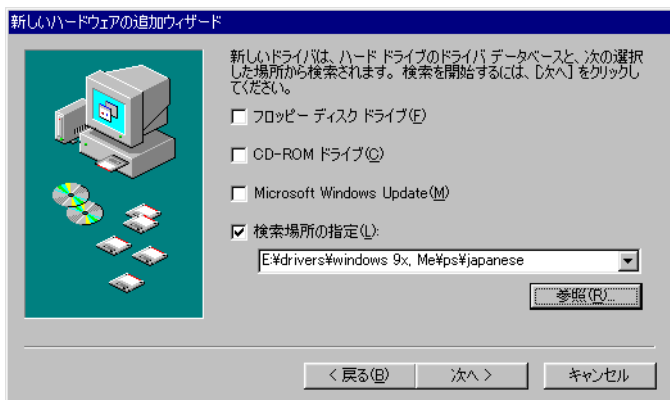 新しいハードウェアの追加ウィザード
新しいドライバは、ハード ドライブのドライバ データベースと、次の選択
した場所から検索されます。検索を開始するには、[次へ] をクリックし
てください。
フロッピー ディスク ドライブ(F)
CD-ROM ドライブ(C)
Microsoft Windows Update(M)
検索場所の指定(L):
E:¥drivers¥windows 9x, Me¥ps¥japanese
参照(R)...
< 戻る(B)
次へ >
キャンセル